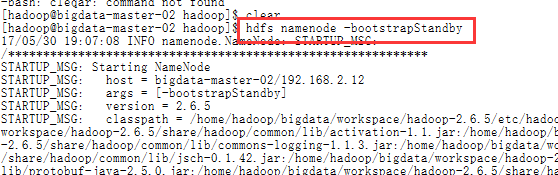 -bash: cleqar: command not found
[hadoop@bigdata-master-02 hadoop]$ clear
[hadoop@bigdata-master-02 hadoop]$ hdfs namenode -bootstrapStandby
17/05/30 19:07:08 INFO namenode.NameNode: STARTUP_MSG:
/************************************************************
STARTUP_MSG: Starting NameNode
STARTUP_MSG:   host = bigdata-master-02/192.168.2.12
STARTUP_MSG:   args = [-bootstrapStandby]
STARTUP_MSG:   version = 2.6.5
STARTUP_MSG:   classpath = /home/hadoop/bigdata/workspace/hadoop-2.6.5/etc/hadoo
workspace/hadoop-2.6.5/share/hadoop/common/lib/activation-1.1.jar:/home/hadoop/b
-2.6.5/share/hadoop/common/lib/commons-logging-1.1.3.jar:/home/hadoop/bigdata/wo
/share/hadoop/common/lib/jsch-0.1.42.jar:/home/hadoop/bigdata/workspace/hadoop-2
lib/protobuf-java-2.5.0.jar:/home/hadoop/bigdata/workspace/hadoop-2.6.5/share/ha